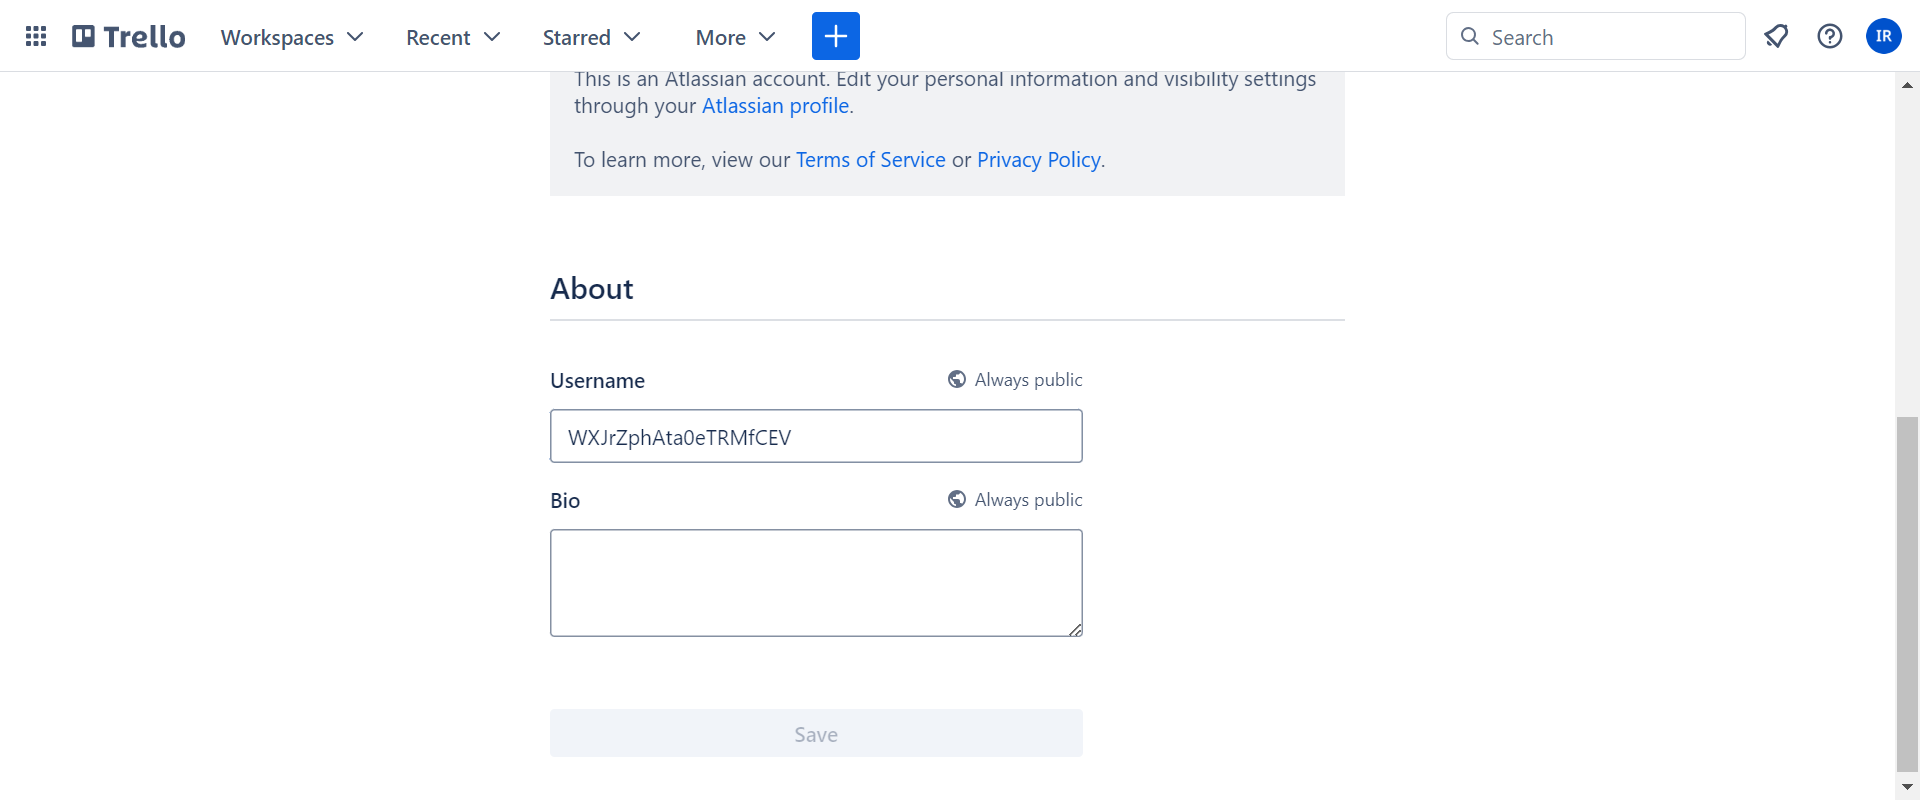 Trello Workspaces Recent Starred More Search IR
This is an Atlassian account. Edit your personal information and visibility settings
through your Atlassian profile.
To learn more, view our Terms of Service or Privacy Policy.
About
Username Always public
WXJrZphAta0eTRMfCEV
Bio Always public
Save